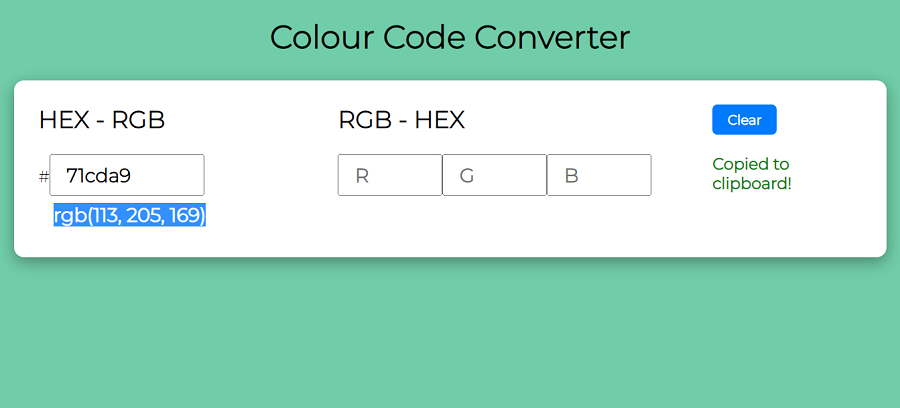 Colour Code Converter
HEX - RGB
# 71cda9
rgb(113, 205, 169)
RGB - HEX
R G B
Clear
Copied to
clipboard!